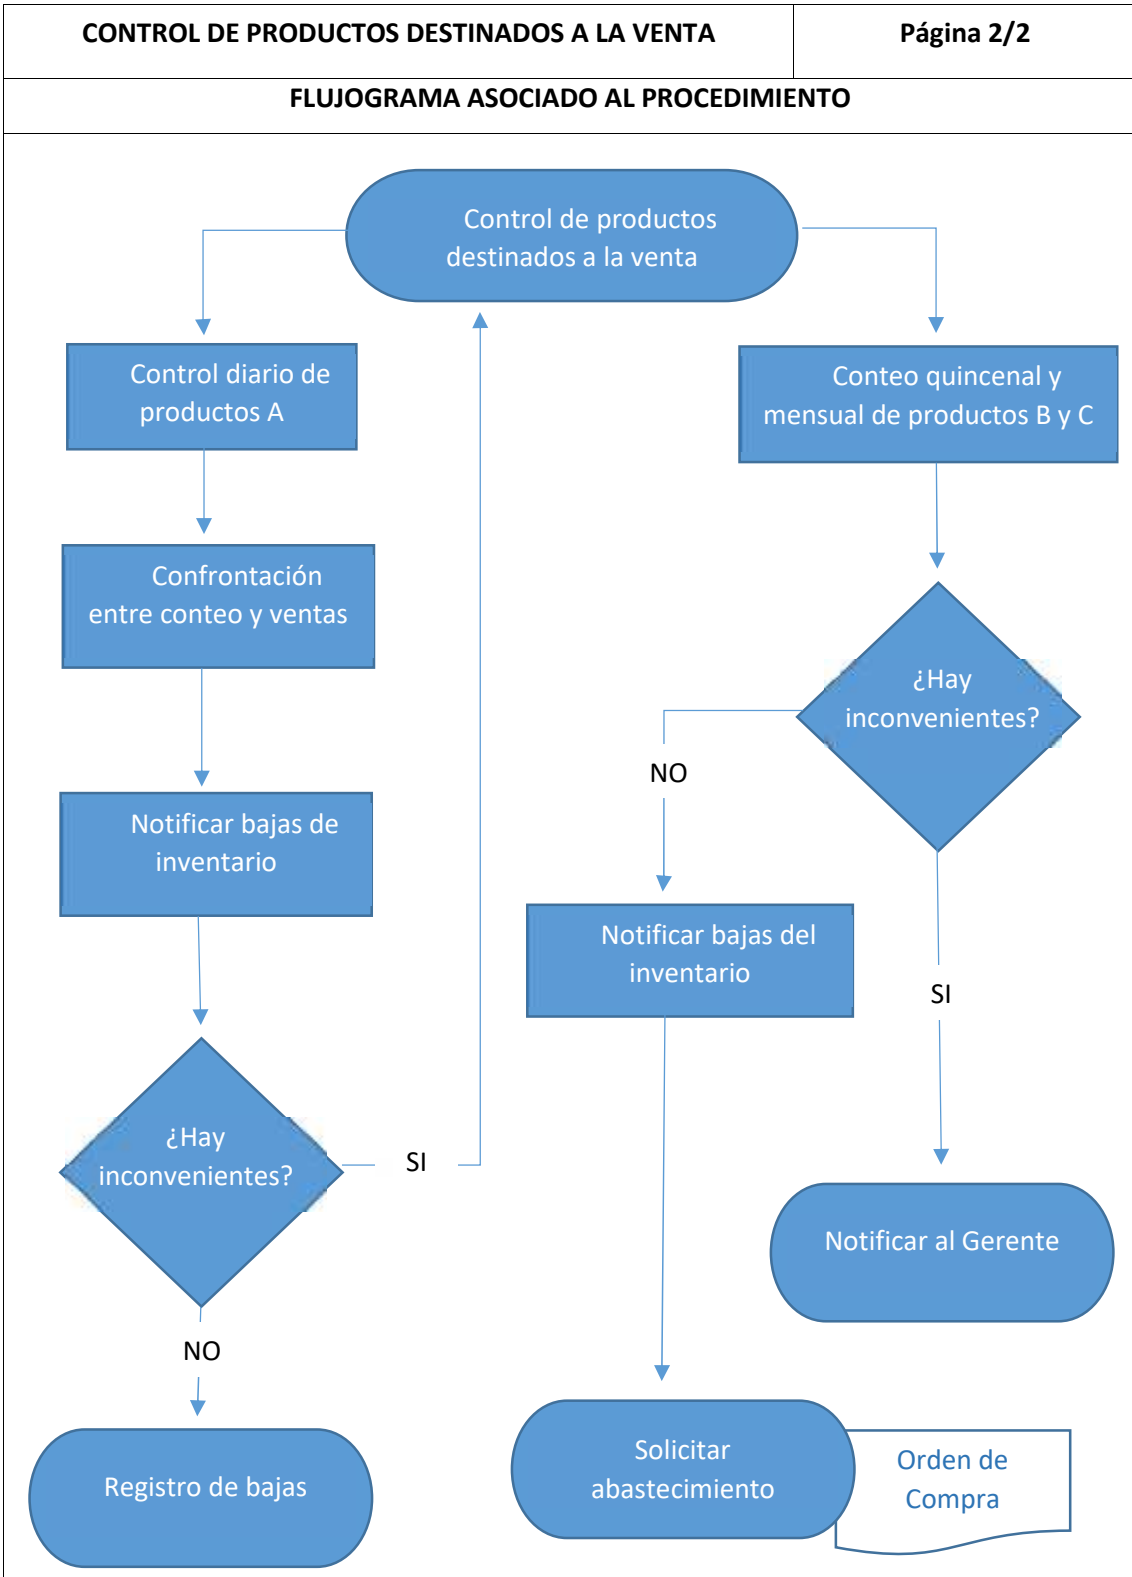 CONTROL DE PRODUCTOS DESTINADOS A LA VENTA
Página 2/2
FLUJOGRAMA ASOCIADO AL PROCEDIMIENTO
Control de productos
destinados a la venta
Control diario de
productos A
Conteo quincenal y
mensual de productos B y C
Confrontación
entre conteo y ventas
¿Hay
inconvenientes?
NO
Notificar bajas de
inventario
Notificar bajas del
inventario
SI
¿Hay
inconvenientes?
SI
Notificar al Gerente
NO
Registro de bajas
Solicitar
abastecimiento
Orden de
Compra